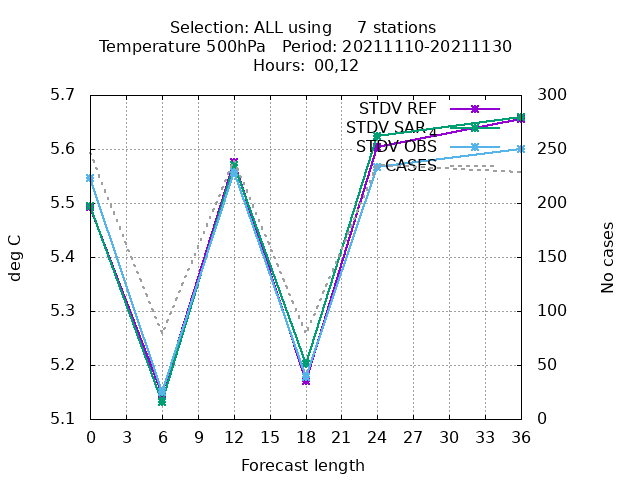 Selection: ALL using     7 stations
Temperature 500hPa   Period: 20211110-20211130
Hours:  00,12
5.7
5.6
5.5
5.4
5.3
5.2
5.1
deg C
300
250
200
150
100
50
0
No cases
STDV REF
STDV SAR 4
STDV OBS
CASES
0 3 6 9 12 15 18 21 24 27 30 33 36
Forecast length